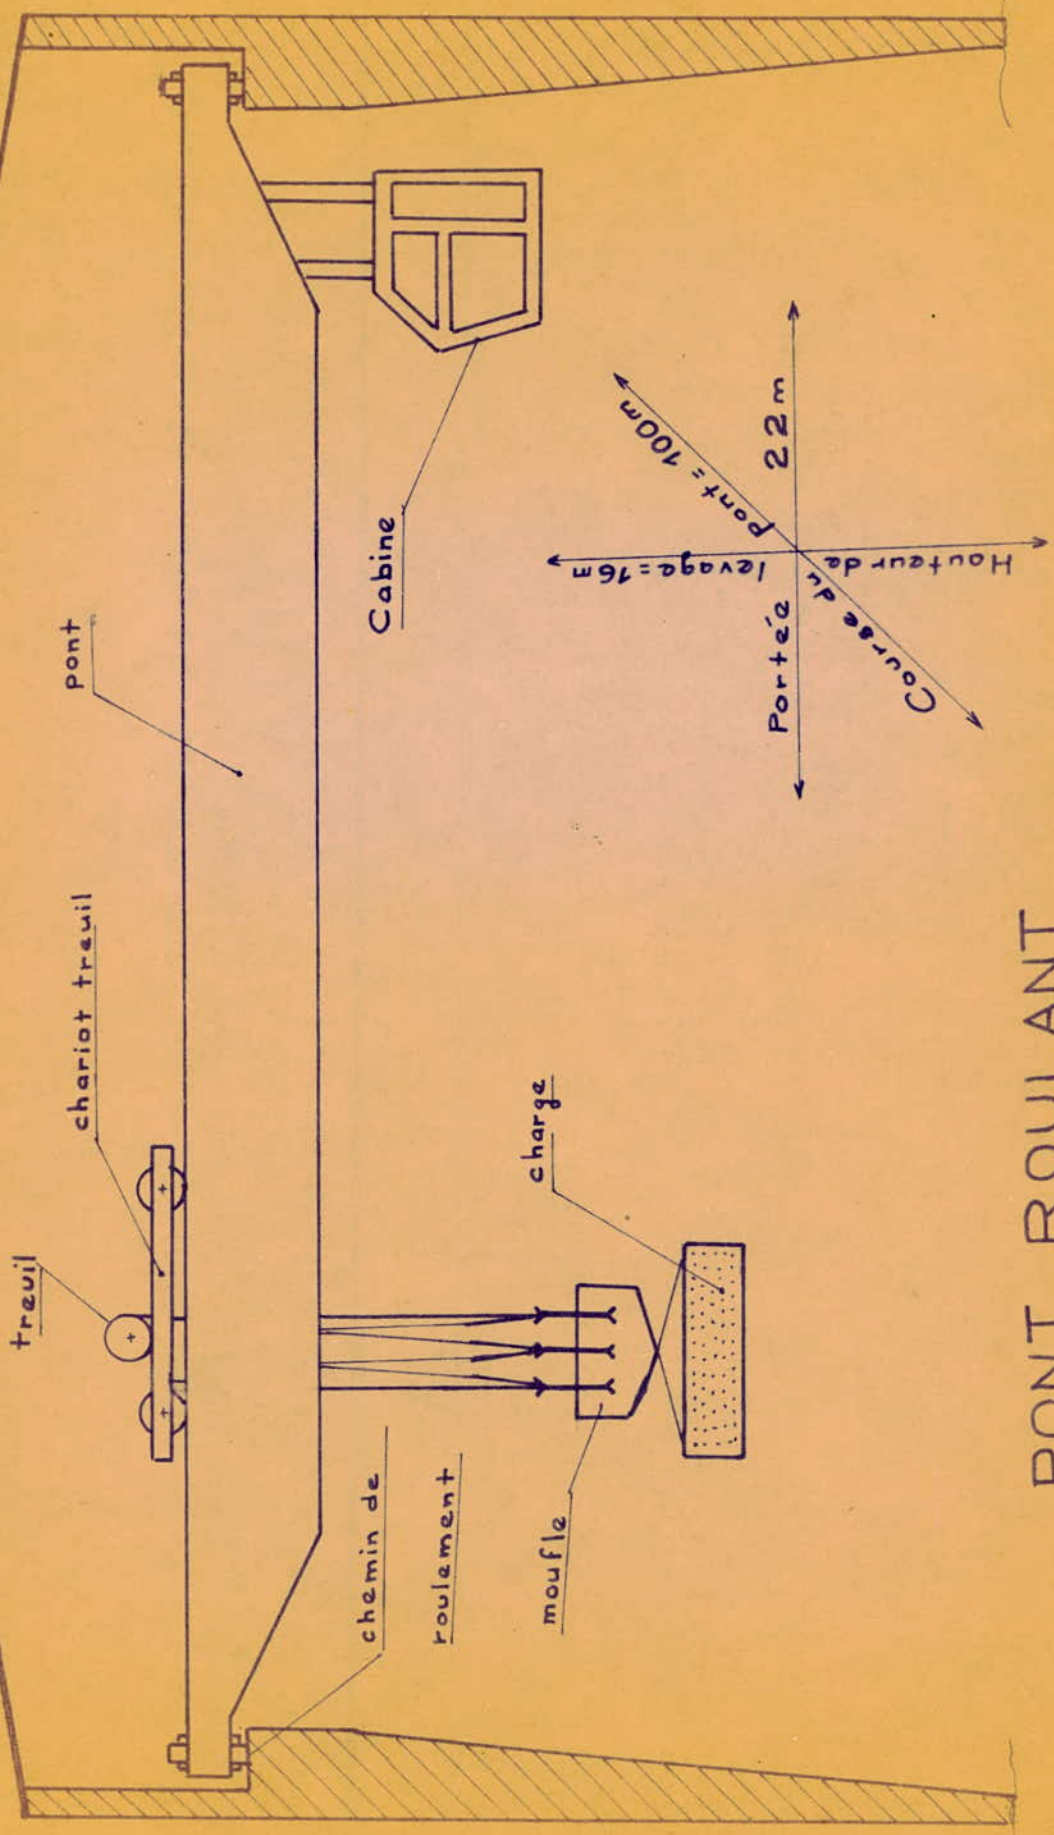 treuil
chariot treuil
pont
chemin de
roulement
moufle
charge
Cabine
Portée 22m
Hauteur de levage=16m
Course du pont=100m
PONT ROULANT